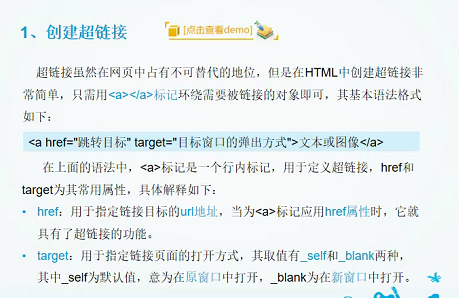 1、创建超链接
[点击查看demo]
超链接虽然在网页中占有不可替代的地位，但是在HTML中创建超链接非
常简单，只需用<a></a>标记环绕需要被链接的对象即可，其基本语法格式
如下：
<a href="跳转目标" target="目标窗口的弹出方式">文本或图像</a>
在上面的语法中，<a>标记是一个行内标记，用于定义超链接，href和
target为其常用属性，具体解释如下：
• href：用于指定链接目标的url地址，当为<a>标记应用href属性时，它就
具有了超链接的功能。
• target：用于指定链接页面的打开方式，其取值有_self和_blank两种，
其中_self为默认值，意为在原窗口中打开，_blank为在新窗口中打开。